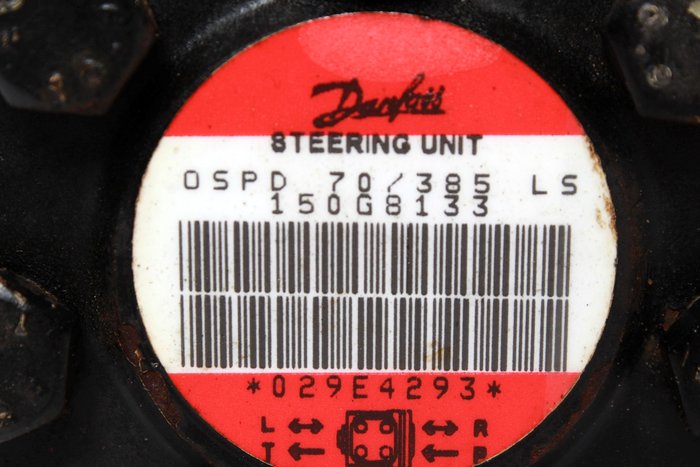 Danfoss
STEERING UNIT
OSPD 70/385 LS
150G8133
*029E4293*
L R
T P